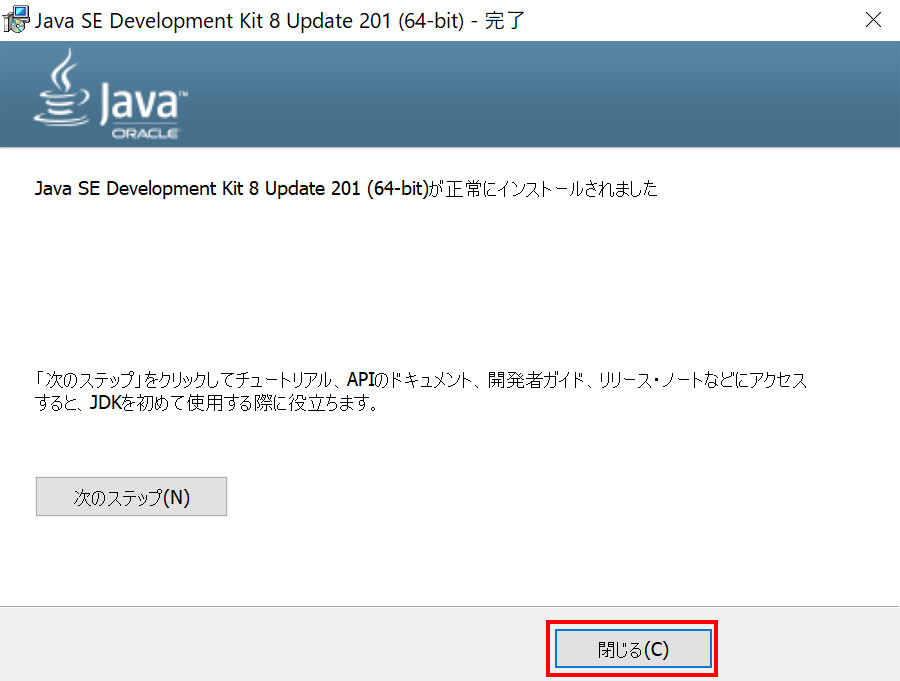 Java SE Development Kit 8 Update 201 (64-bit) - 完了
Java™
ORACLE
Java SE Development Kit 8 Update 201 (64-bit)が正常にインストールされました
「次のステップ」をクリックしてチュートリアル、APIのドキュメント、開発者ガイド、リリース・ノートなどにアクセス
すると、JDKを初めて使用する際に役立ちます。
次のステップ(N)
閉じる(C)